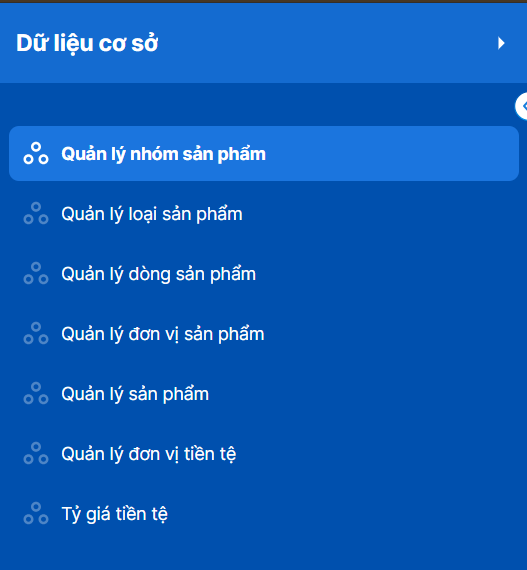 Dữ liệu cơ sở
Quản lý nhóm sản phẩm
Quản lý loại sản phẩm
Quản lý dòng sản phẩm
Quản lý đơn vị sản phẩm
Quản lý sản phẩm
Quản lý đơn vị tiền tệ
Tỷ giá tiền tệ